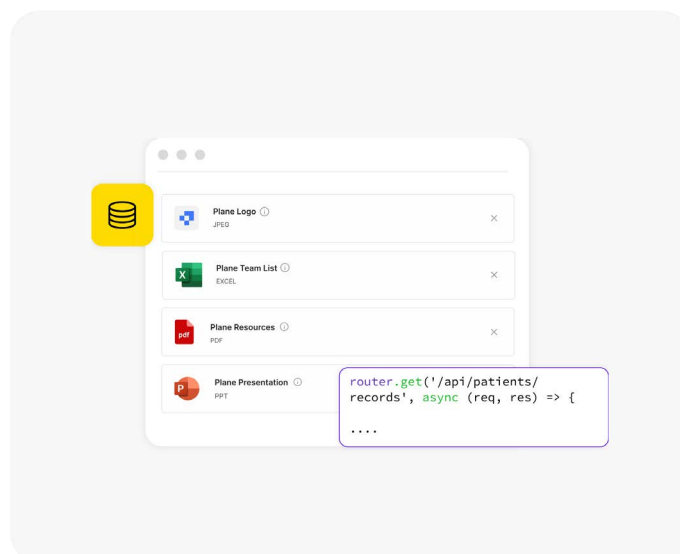 Plane Logo
JPEG
X
Plane Team List
EXCEL
pdf
Plane Resources
PDF
P
Plane Presentation
PPT
router.get('/api/patients/
records', async (req, res) => {
....